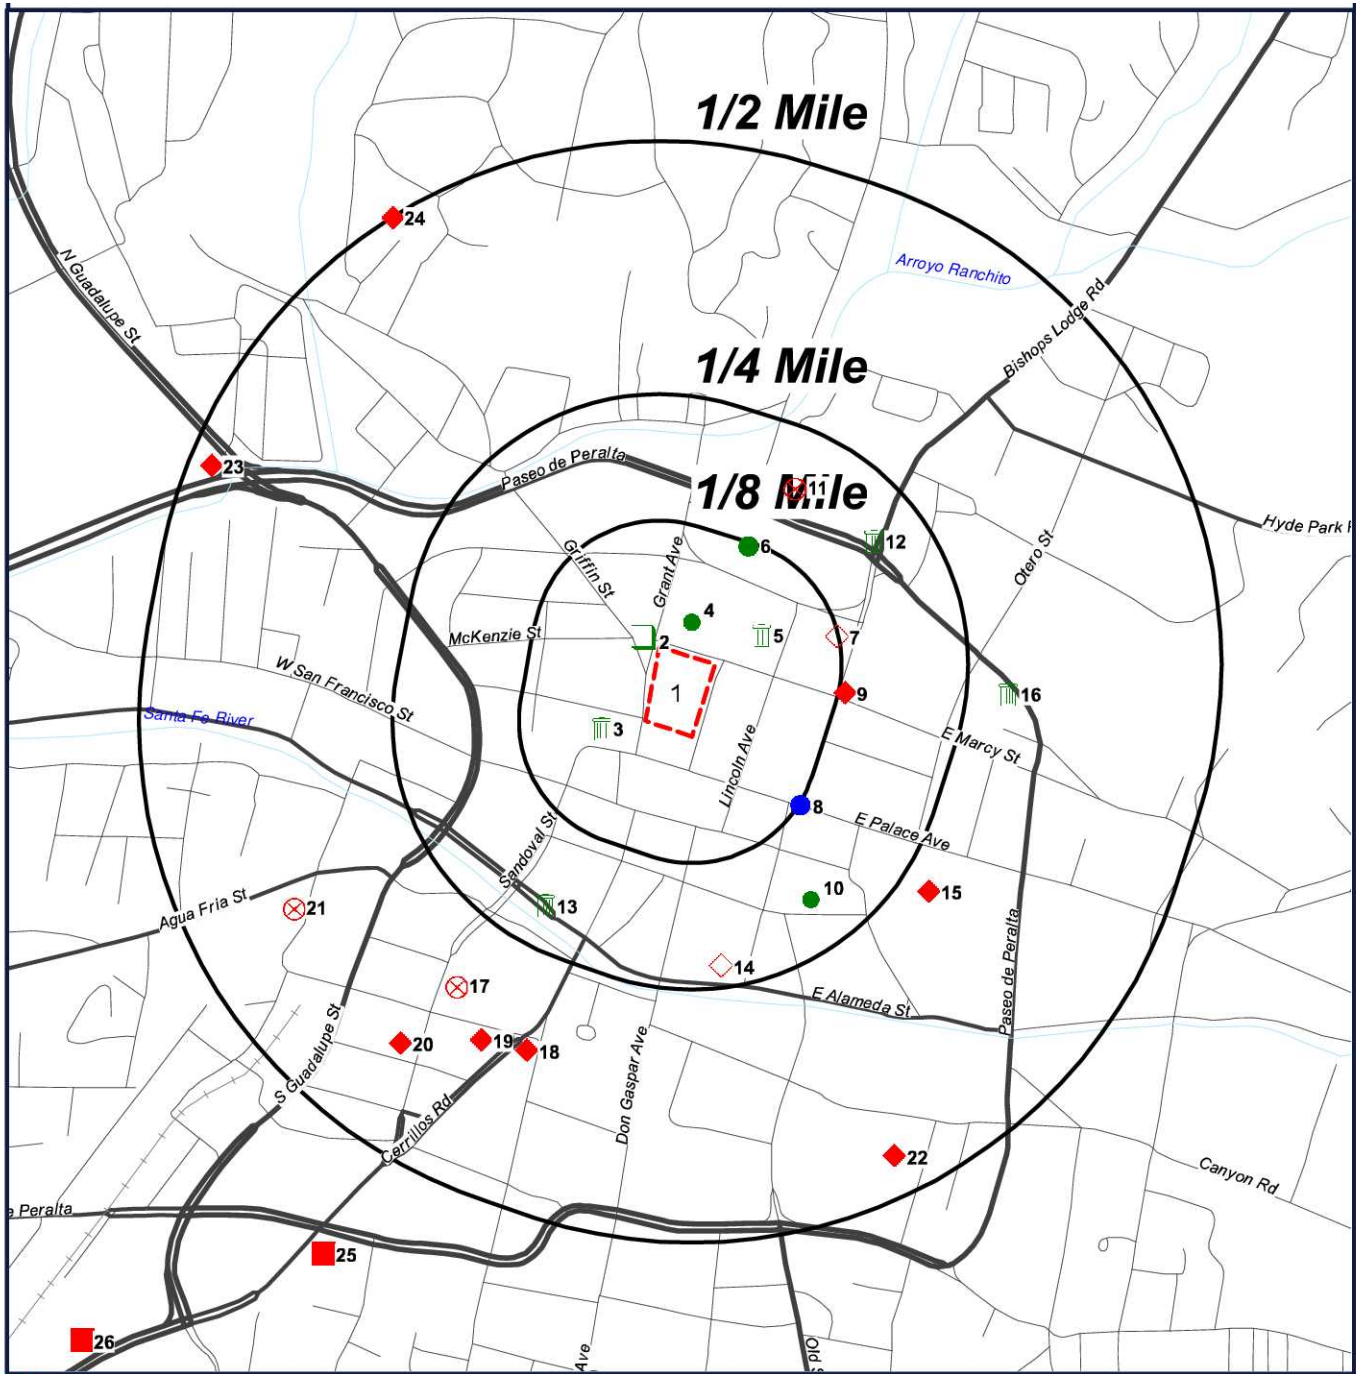 1/2 Mile
24
Arroyo Ranchito
N Guadalupe St
Bishops Lodge Rd
1/4 Mile
23
Paseo de Peralta
1/8 Mile
11
Hyde Park R
12
6
Griffin St
Grant Ave
Otero St
4
McKenzie St
2
5
7
W San Francisco St
1
9
16
Santa Fe River
3
E Marcy St
Lincoln Ave
8
E Palace Ave
Sandoval St
10
15
Agua Fria St
21
13
Paseo de Peralta
14
17
E Alameda St
S Guadalupe St
20
19
18
Don Gaspar Ave
Cerrillos Rd
22
Canyon Rd
e Peralta
25
26
Ave
Old S